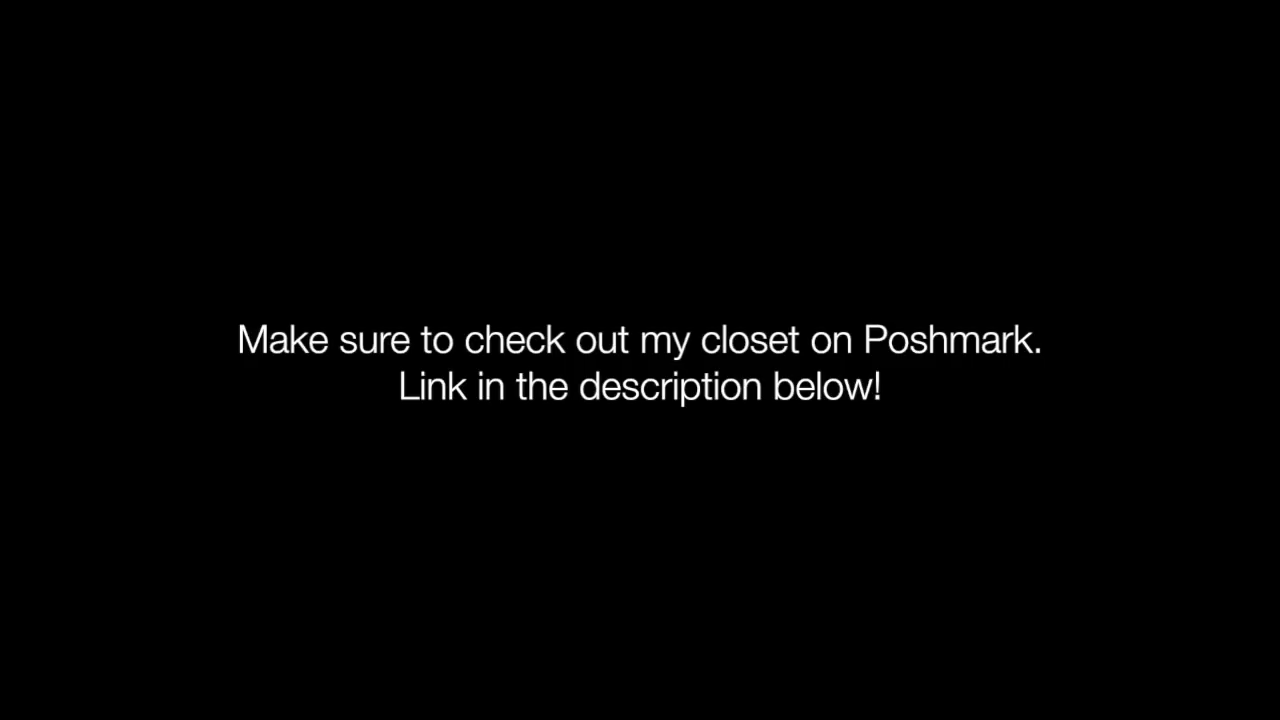 Make sure to check out my closet on Poshmark.
Link in the description below!